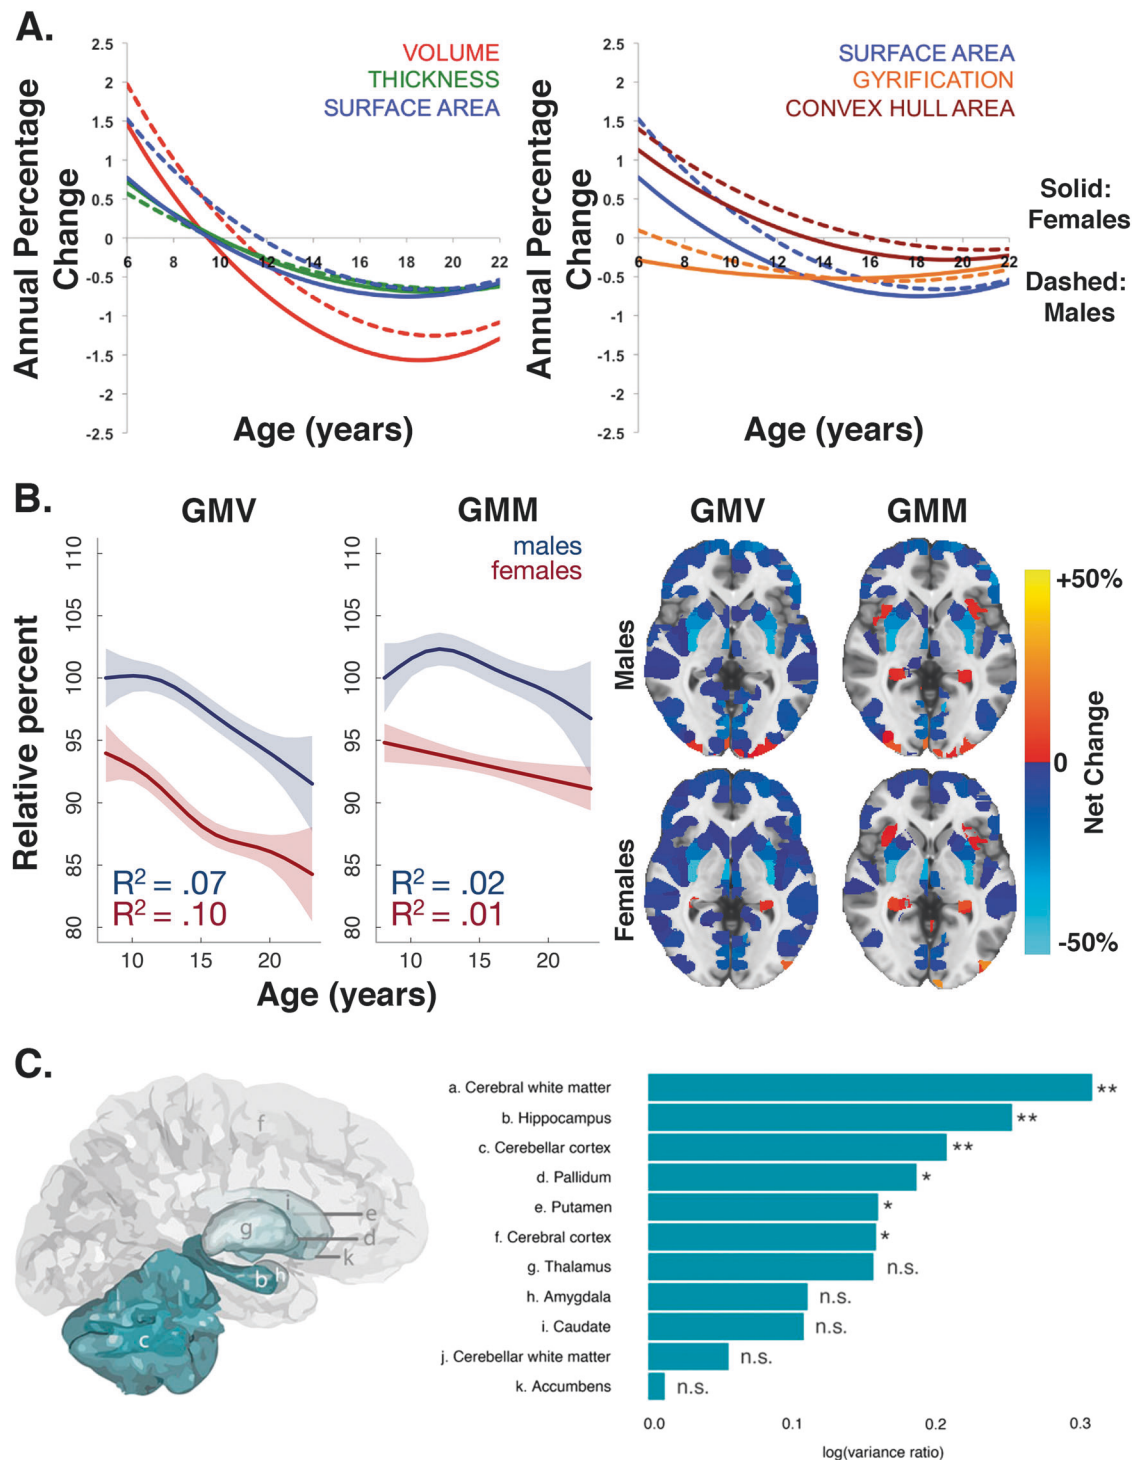 A.
Annual Percentage
Change
2.5
2
1.5
1
0.5
0
-0.5
-1
-1.5
-2
-2.5
6 8 10 12 14 16 18 20 22
VOLUME
THICKNESS
SURFACE AREA
Age (years)
Annual Percentage
Change
2.5
2
1.5
1
0.5
0
-0.5
-1
-1.5
-2
-2.5
6 8 10 12 14 16 18 20 22
SURFACE AREA
GYRIFICATION
CONVEX HULL AREA
Age (years)
Solid:
Females
Dashed:
Males
B.
GMV
GMM
Relative percent
110
105
100
95
90
85
80
R² = .07
R² = .10
10 15 20
110
105
100
95
90
85
80
males
females
R² = .02
R² = .01
10 15 20
Age (years)
GMV
GMM
Males
Females
+50%
0
-50%
Net Change
C.
f
i
e
g
d
k
b
h
j
c
a. Cerebral white matter **
b. Hippocampus **
c. Cerebellar cortex **
d. Pallidum *
e. Putamen *
f. Cerebral cortex *
g. Thalamus n.s.
h. Amygdala n.s.
i. Caudate n.s.
j. Cerebellar white matter n.s.
k. Accumbens n.s.
0.0 0.1 0.2 0.3
log(variance ratio)